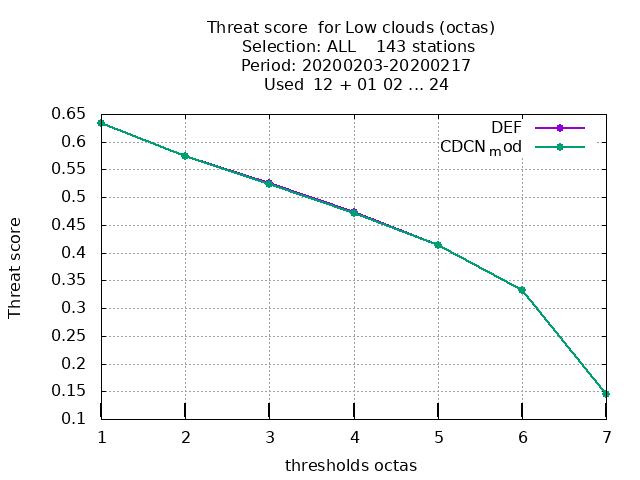 Threat score  for Low clouds (octas)
Selection: ALL    143 stations
Period: 20200203-20200217
Used  12 + 01 02 ... 24
0.65
0.6
0.55
0.5
0.45
0.4
0.35
0.3
0.25
0.2
0.15
0.1
Threat score
DEF
CDCN_mod
1 2 3 4 5 6 7
thresholds octas